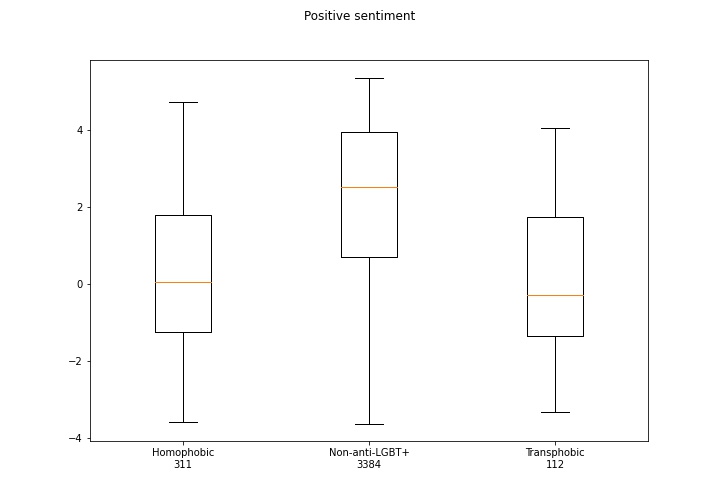 Positive sentiment
4
2
0
−2
−4
Homophobic Non-anti-LGBT+ Transphobic
311 3384 112